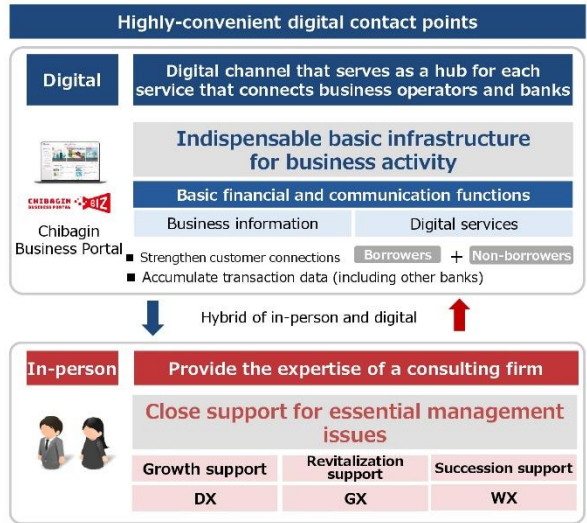 Highly-convenient digital contact points
Digital
Digital channel that serves as a hub for each
service that connects business operators and banks
Indispensable basic infrastructure
for business activity
Basic financial and communication functions
Business information
Digital services
CHIBAGIN
BUSINESS PORTAL
BIZ
Chibagin
Business Portal
■ Strengthen customer connections
Borrowers + Non-borrowers
■ Accumulate transaction data (including other banks)
Hybrid of in-person and digital
In-person
Provide the expertise of a consulting firm
Close support for essential management
issues
Growth support
Revitalization
support
Succession support
DX
GX
WX